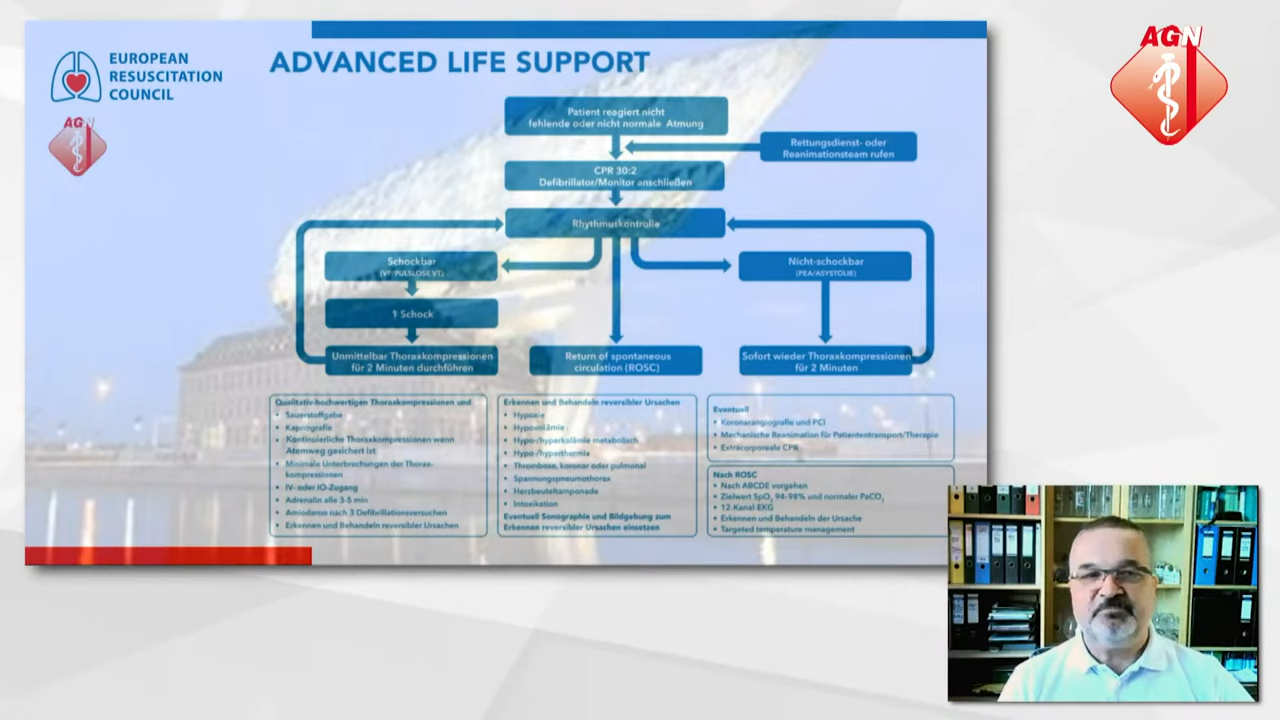 EUROPEAN
RESUSCITATION
COUNCIL
AGN
ADVANCED LIFE SUPPORT
AGN
Patient reagiert nicht
fehlende oder nicht normale Atmung
Rettungsdienst- oder
Reanimationsteam rufen
CPR 30:2
Defibrillator/Monitor anschließen
Rhythmuskontrolle
Schockbar
(VF/PULSLOSE VT)
Nicht-schockbar
(PEA/ASYSTOLIE)
1 Schock
Unmittelbar Thoraxkompressionen
für 2 Minuten durchführen
Return of spontaneous
circulation (ROSC)
Sofort wieder Thoraxkompressionen
für 2 Minuten
Qualitativ-hochwertigen Thoraxkompressionen und
• Sauerstoffgabe
• Kapnografie
• Kontinuierliche Thoraxkompressionen wenn
Atemweg gesichert ist
• Minimale Unterbrechungen der Thorax-
kompressionen
• IV- oder IO-Zugang
• Adrenalin alle 3-5 min
• Amiodaron nach 3 Defibrillationsversuchen
• Erkennen und Behandeln reversibler Ursachen
Erkennen und Behandeln reversibler Ursachen
• Hypoxie
• Hypovolämie
• Hypo-/hyperkalämie metabolisch
• Hypo-/hyperthermie
• Thrombose, koronar oder pulmonal
• Spannungspneumothorax
• Herzbeuteltamponade
• Intoxikation
Eventuell Sonographie und Bildgebung zum
Erkennen reversibler Ursachen einsetzen
Eventuell
• Koronarangiografie und PCI
• Mechanische Reanimation für Patiententransport/Therapie
• Extracorporeale CPR
Nach ROSC
• Nach ABCDE vorgehen
• Zielwert SpO₂ 94-98% und normaler PaCO₂
• 12-Kanal-EKG
• Erkennen und Behandeln der Ursache
• Targeted temperature management